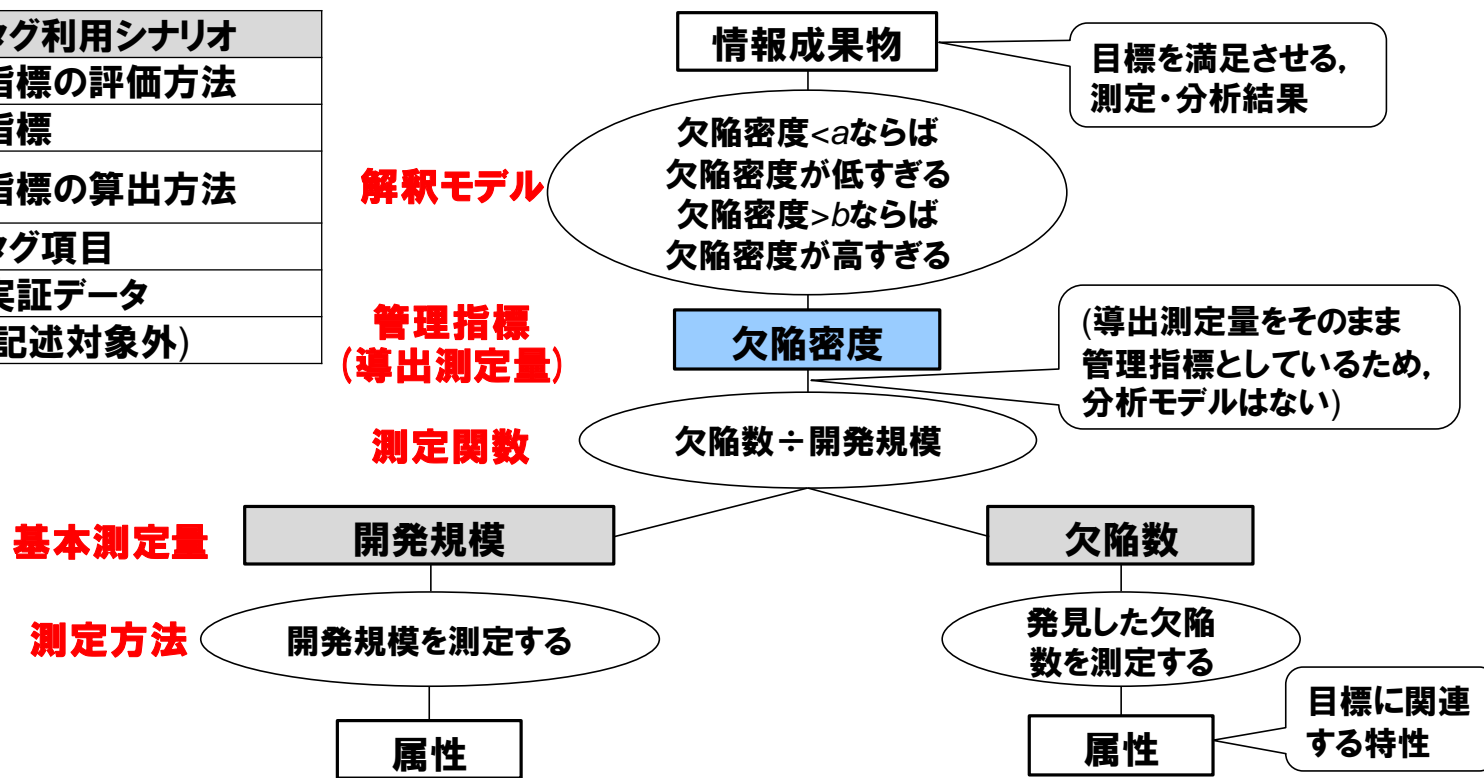 グ利用シナリオ
指標の評価方法
指標
指標の算出方法
グ項目
実証データ
記述対象外)
情報成果物
目標を満足させる,
測定・分析結果
解釈モデル
欠陥密度<aならば
欠陥密度が低すぎる
欠陥密度>bならば
欠陥密度が高すぎる
管理指標
(導出測定量)
欠陥密度
(導出測定量をそのまま
管理指標としているため,
分析モデルはない)
測定関数
欠陥数÷開発規模
基本測定量
開発規模
欠陥数
測定方法
開発規模を測定する
発見した欠陥
数を測定する
属性
属性
目標に関連
する特性